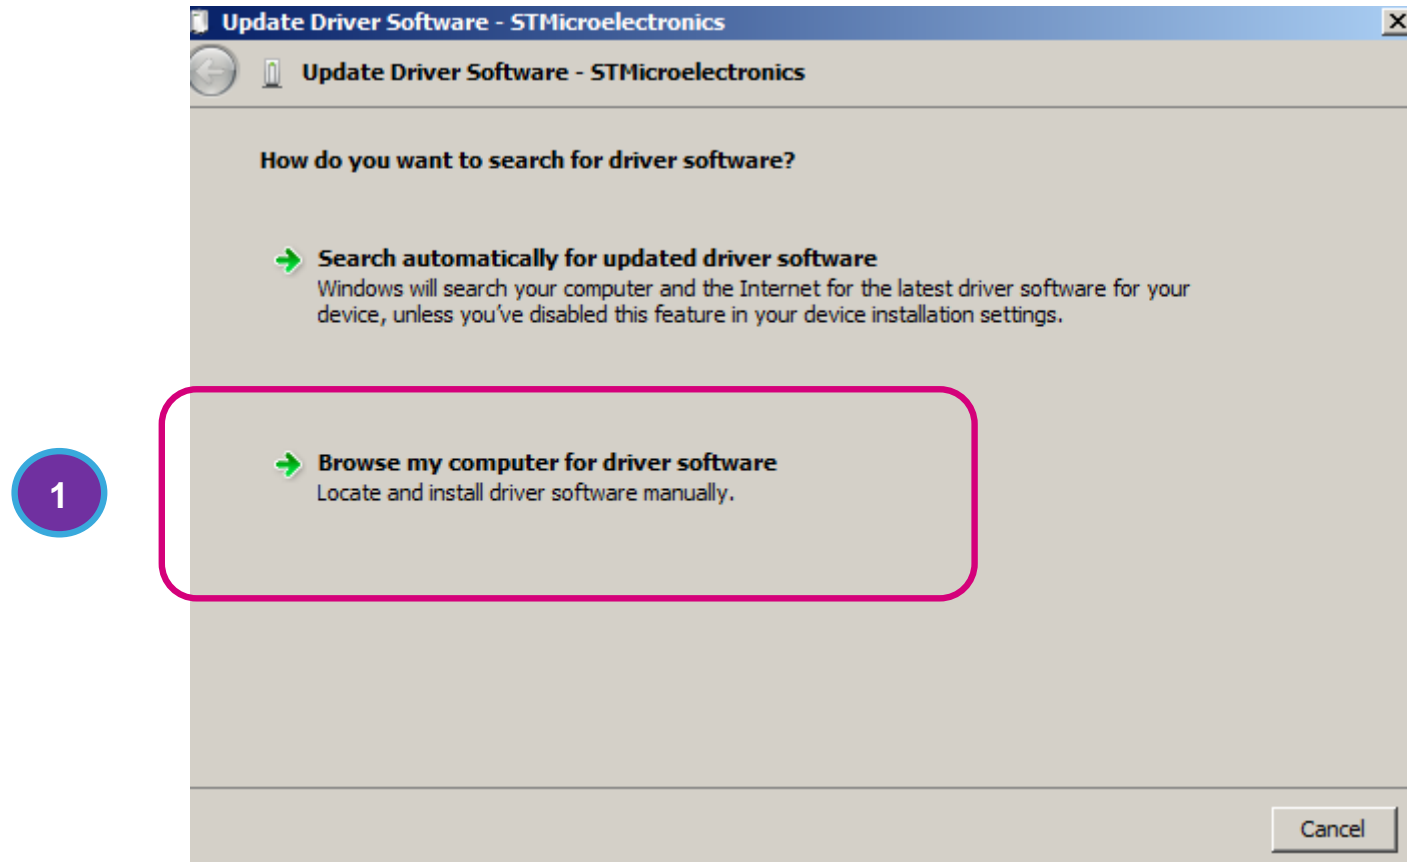 Update Driver Software - STMicroelectronics
Update Driver Software - STMicroelectronics
How do you want to search for driver software?
Search automatically for updated driver software
Windows will search your computer and the Internet for the latest driver software for your
device, unless you've disabled this feature in your device installation settings.
1
Browse my computer for driver software
Locate and install driver software manually.
Cancel